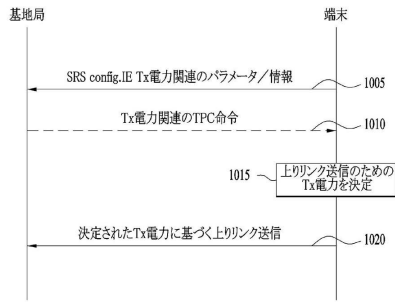 基地局
端末
SRS config.IE Tx電力関連のパラメータ／情報
1005
Tx電力関連のTPC命令
1010
1015
上りリンク送信のための
Tx電力を決定
決定されたTx電力に基づく上りリンク送信
1020